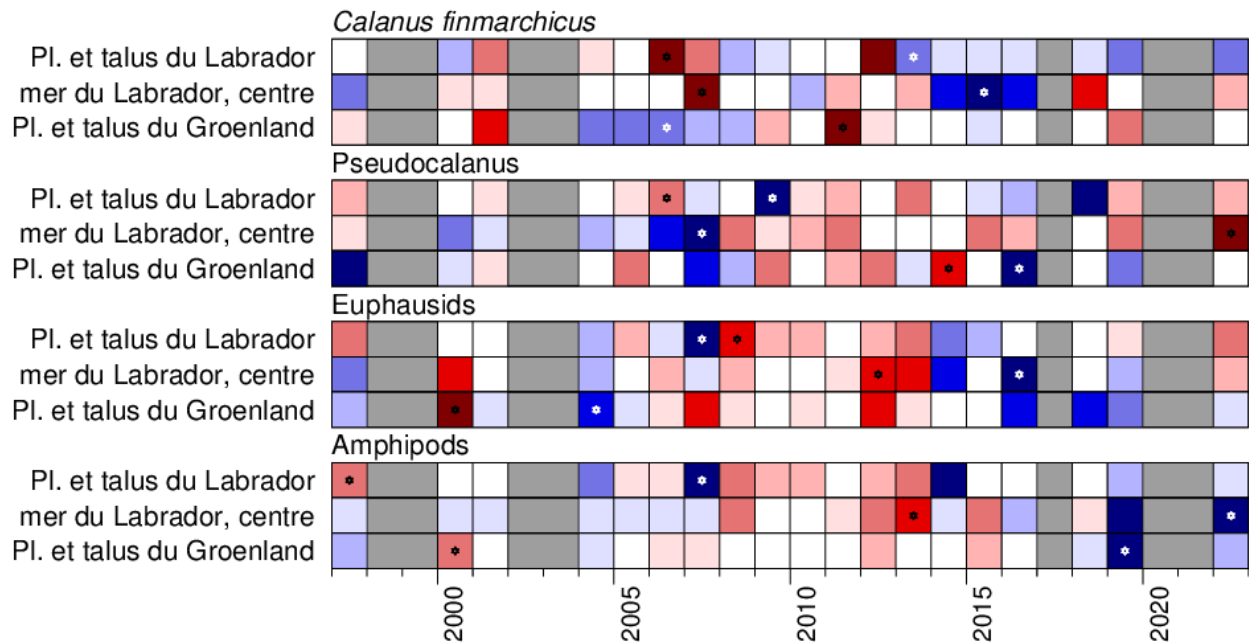 Calanus finmarchicus
Pl. et talus du Labrador
mer du Labrador, centre
Pl. et talus du Groenland
Pseudocalanus
Pl. et talus du Labrador
mer du Labrador, centre
Pl. et talus du Groenland
Euphausids
Pl. et talus du Labrador
mer du Labrador, centre
Pl. et talus du Groenland
Amphipods
Pl. et talus du Labrador
mer du Labrador, centre
Pl. et talus du Groenland
2000
2005
2010
2015
2020